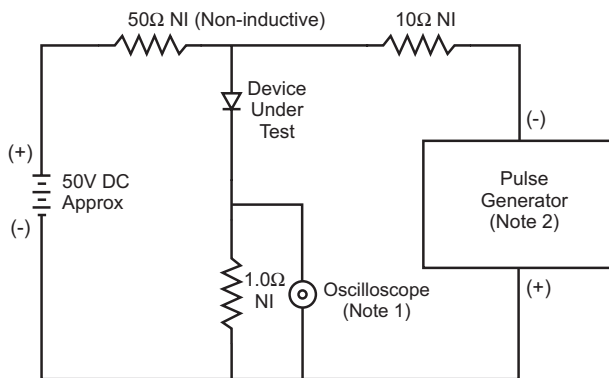 50Ω NI (Non-inductive)
10Ω NI
Device
Under
Test
(+)
50V DC
Approx
(-)
(-)
Pulse
Generator
(Note 2)
(+)
1.0Ω
NI
Oscilloscope
(Note 1)